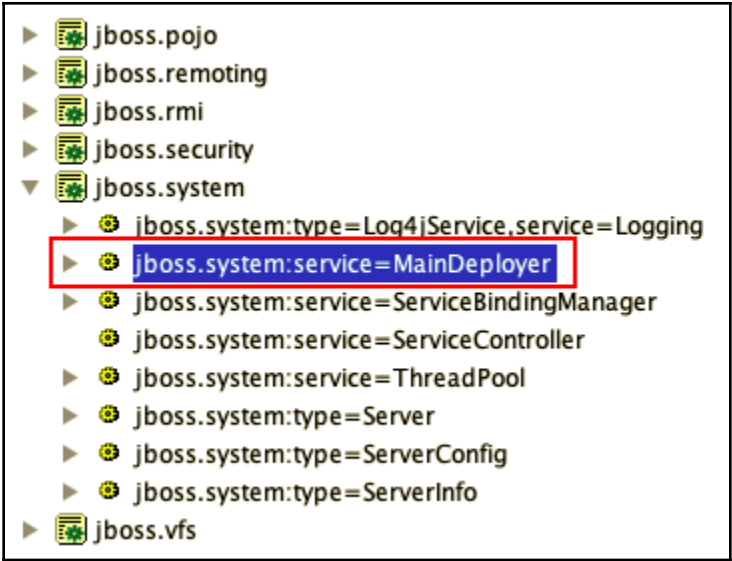 jboss.pojo
jboss.remoting
jboss.rmi
jboss.security
jboss.system
jboss.system:type=Log4jService,service=Logging
jboss.system:service=MainDeployer
jboss.system:service=ServiceBindingManager
jboss.system:service=ServiceController
jboss.system:service=ThreadPool
jboss.system:type=Server
jboss.system:type=ServerConfig
jboss.system:type=ServerInfo
jboss.vfs